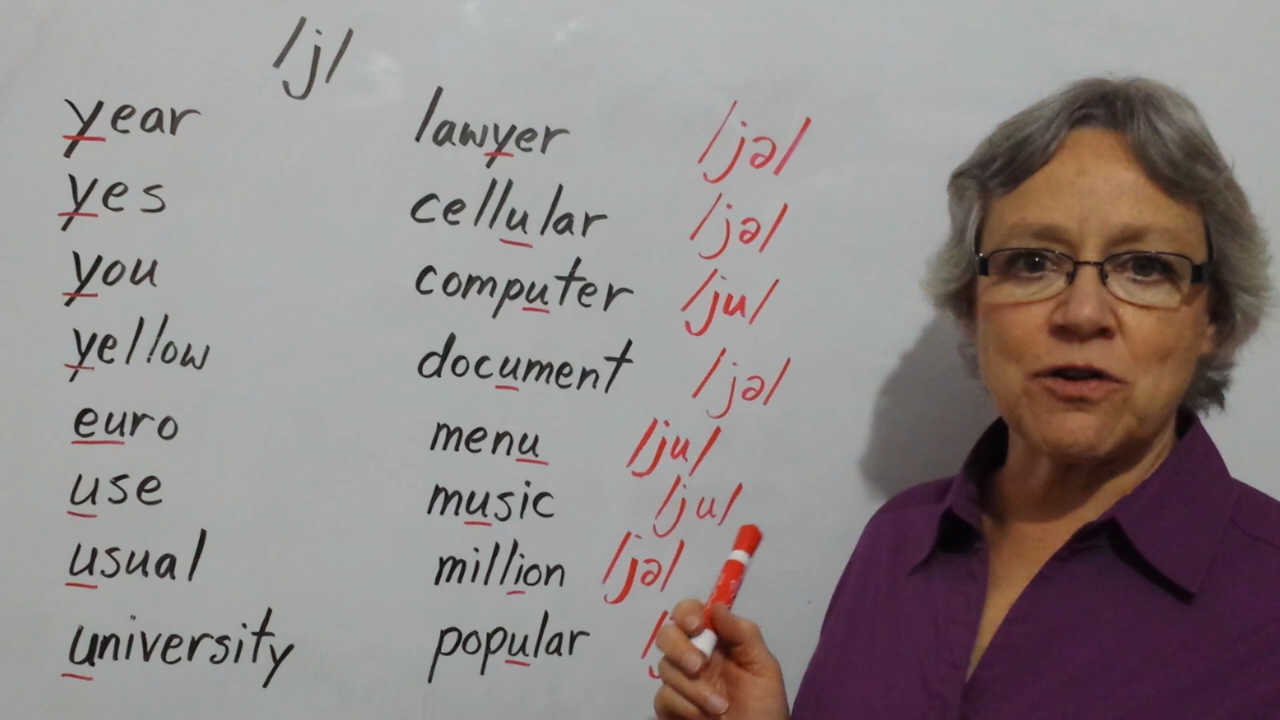 /j/
year
yes
you
yellow
euro
use
usual
university
lawyer /jə/
cellular /jə/
computer /ju/
document /jə/
menu /ju/
music /ju/
million /jə/
popular